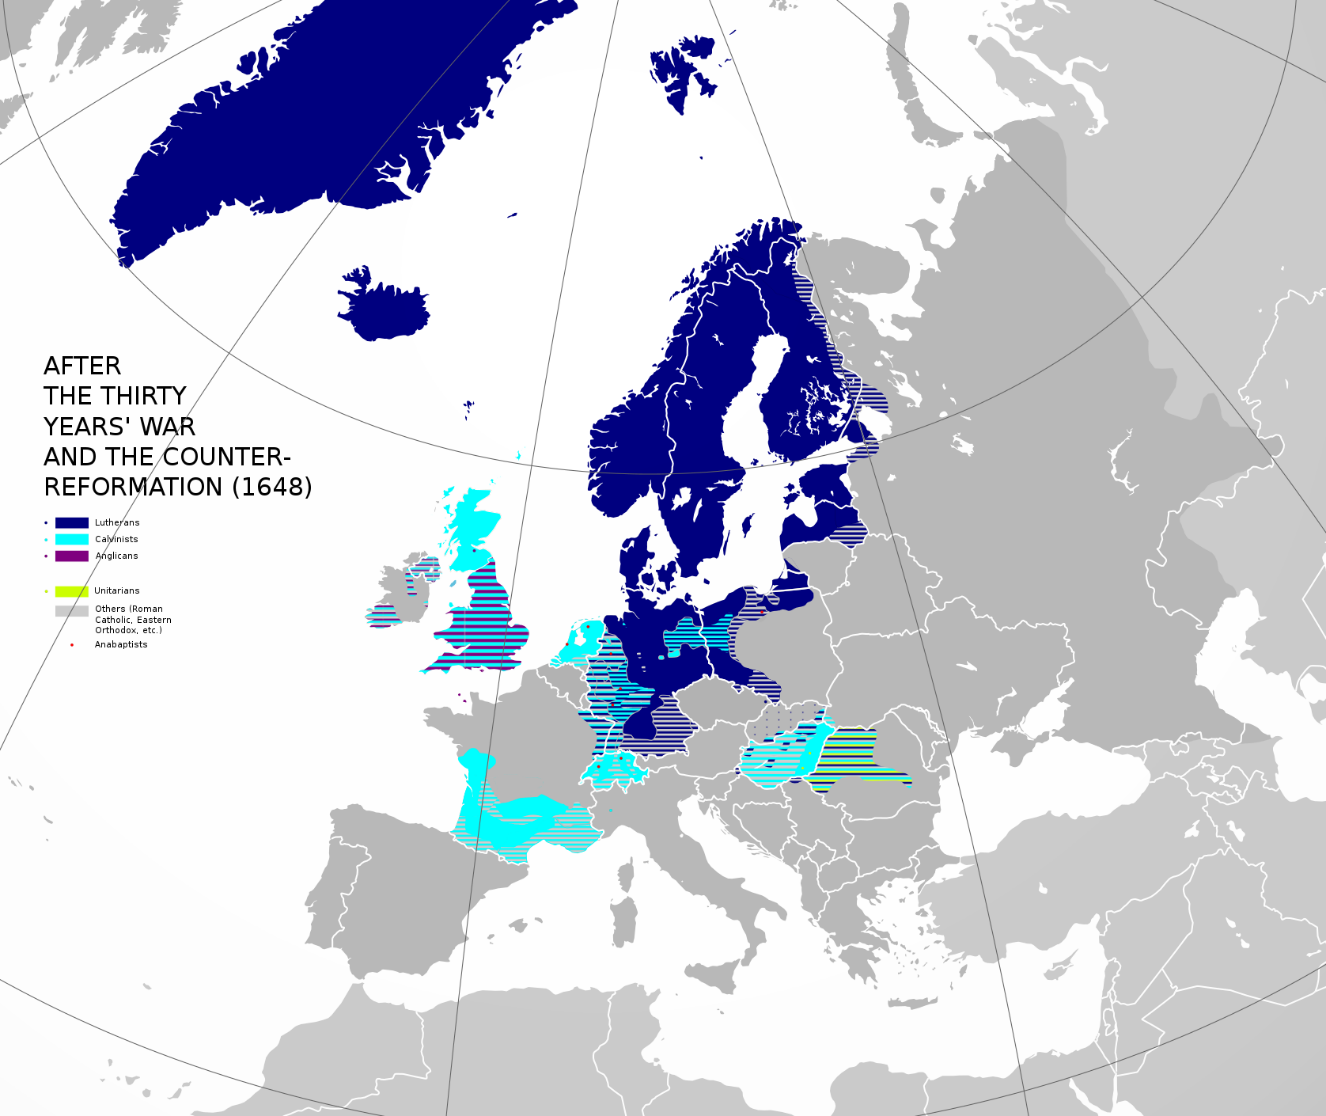 AFTER
THE THIRTY
YEARS' WAR
AND THE COUNTER-
REFORMATION (1648)
Lutherans
Calvinists
Anglicans
Unitarians
Others (Roman
Catholic, Eastern
Orthodox, etc.)
Anabaptists